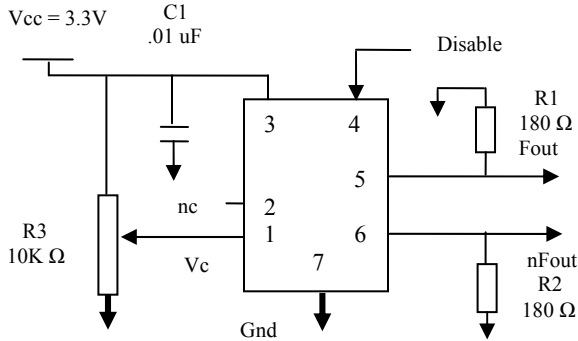 Vcc = 3.3V
C1
.01 uF
Disable
R1
180 Ω
Fout
3
4
5
nc
2
1
6
R3
10K Ω
Vc
7
nFout
R2
180 Ω
Gnd